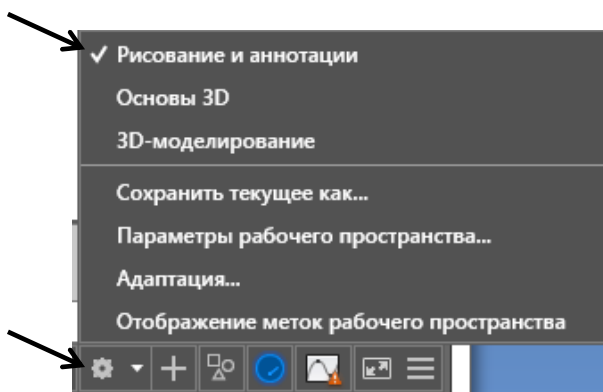 Рисование и аннотации
Основы 3D
3D-моделирование
Сохранить текущее как...
Параметры рабочего пространства...
Адаптация...
Отображение меток рабочего пространства